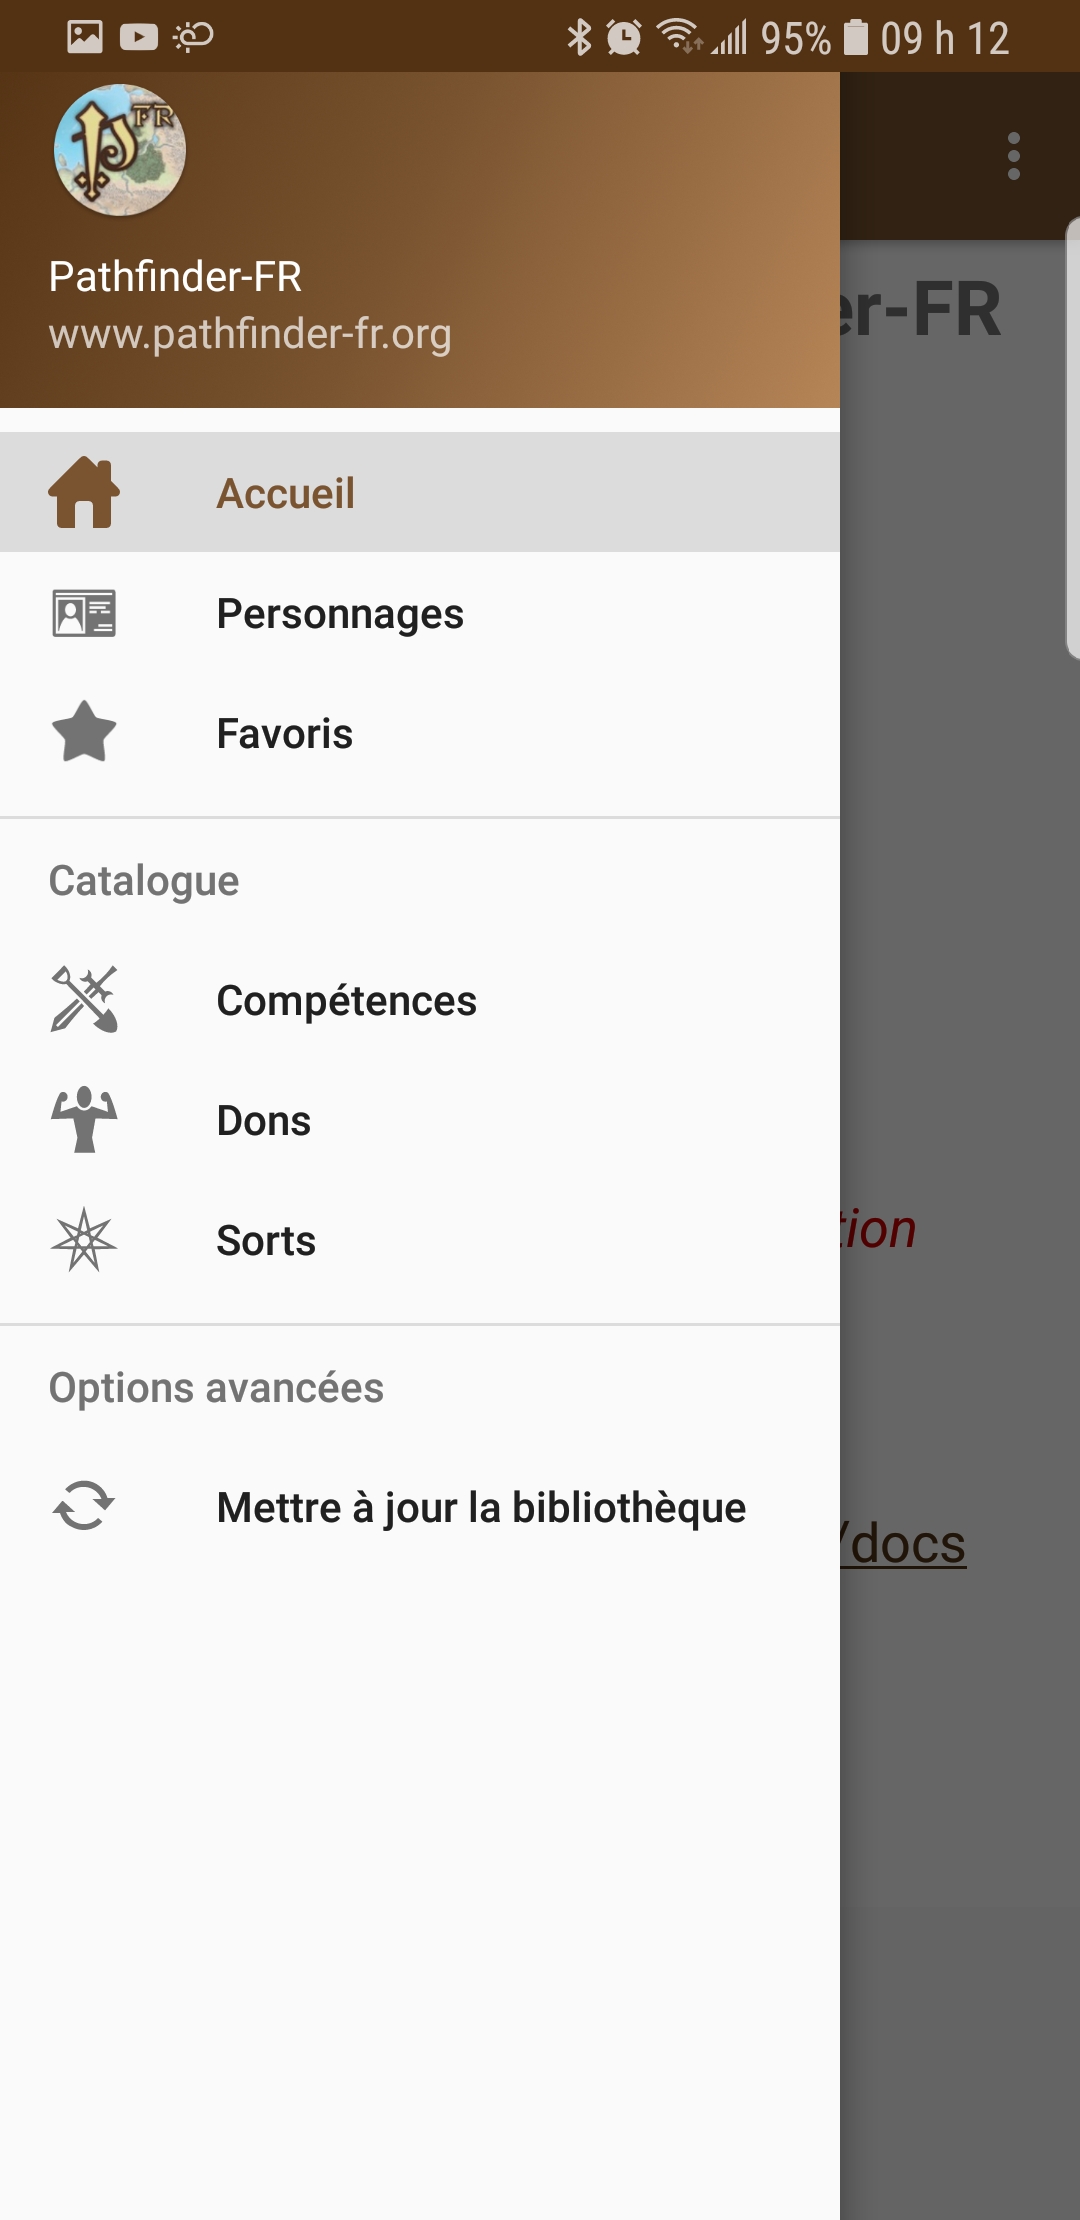 95% 09 h 12
FR
Pathfinder-FR
www.pathfinder-fr.org
er-FR
Accueil
Personnages
Favoris
Catalogue
Compétences
Dons
Sorts
tion
Options avancées
Mettre à jour la bibliothèque
/docs